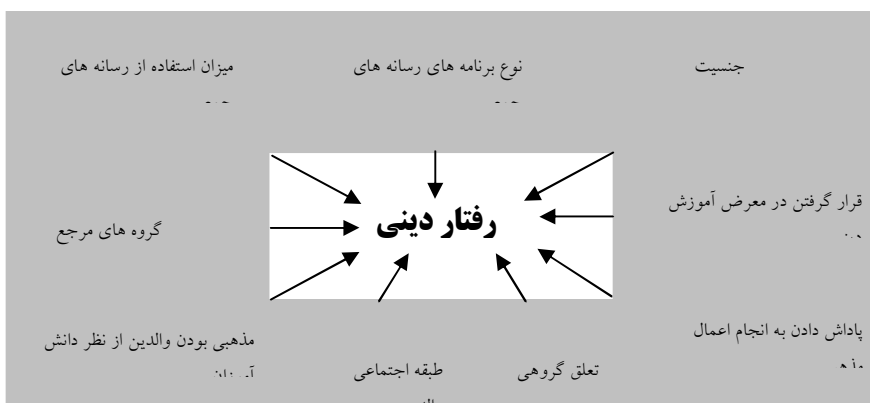 جنسیت
نوع برنامه های رسانه های
میزان استفاده از رسانه های
قرار گرفتن در معرض آموزش
رفتار دینی
گروه های مرجع
پاداش دادن به انجام اعمال
تعلق گروهی
طبقه اجتماعی
مذهبی بودن والدین از نظر دانش